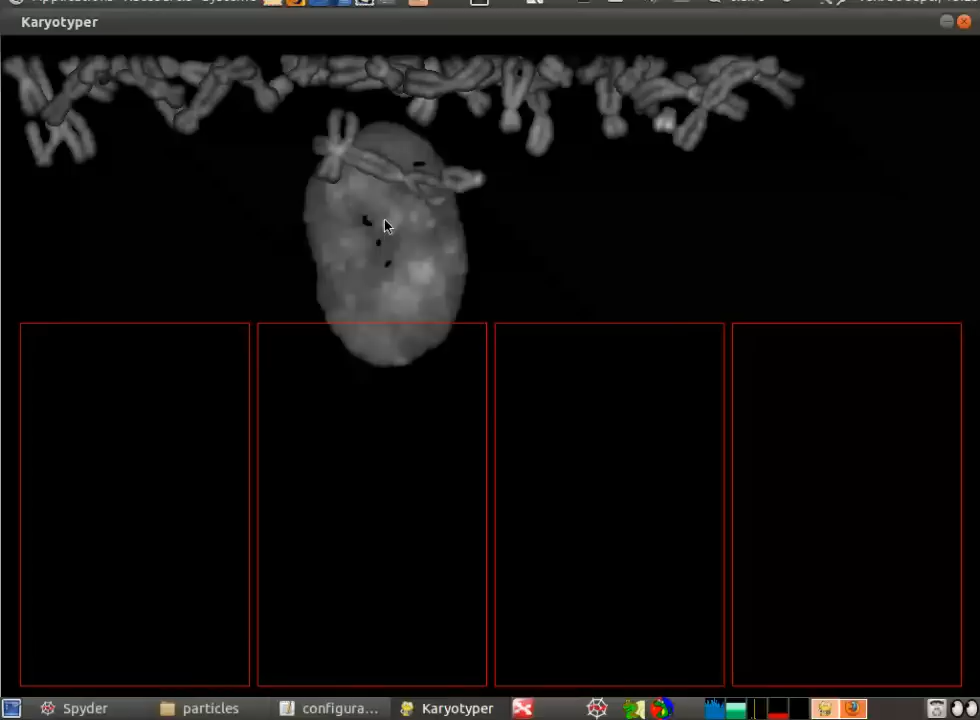 Karyotyper
Spyder
particles
configura...
Karyotyper